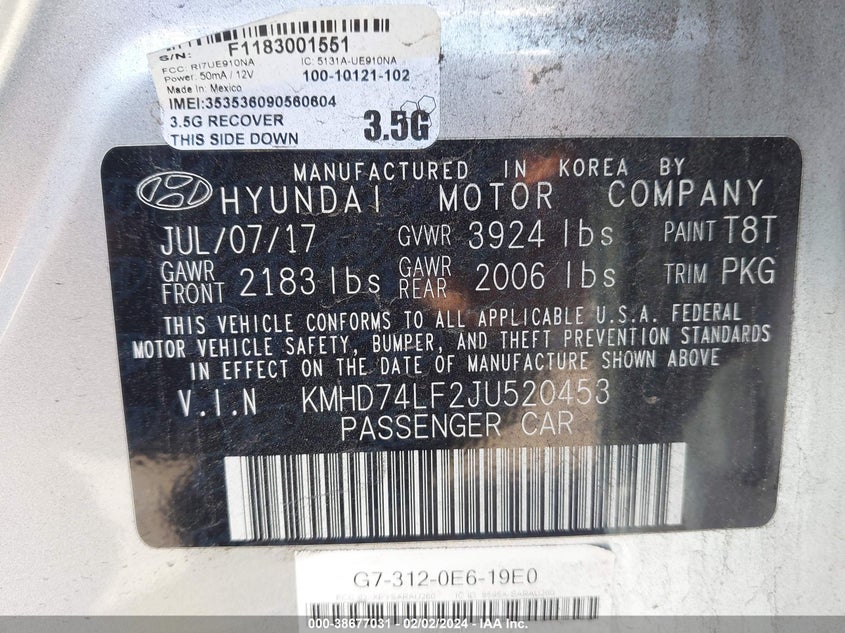 S/N: F1183001551
FCC: RI7UE910NA IC: 5131A-UE910NA
Power: 50mA / 12V 100-10121-102
Made In: Mexico
IMEI:353536090560604
3.5G RECOVER
THIS SIDE DOWN 3.5G
MANUFACTURED IN KOREA BY
HYUNDAI MOTOR COMPANY
JUL/07/17 GVWR 3924 lbs PAINT T8T
GAWR FRONT 2183 lbs GAWR REAR 2006 lbs TRIM PKG
THIS VEHICLE CONFORMS TO ALL APPLICABLE U.S.A. FEDERAL
MOTOR VEHICLE SAFETY, BUMPER, AND THEFT PREVENTION STANDARDS
IN EFFECT ON THE DATE OF MANUFACTURE SHOWN ABOVE
V.I.N KMHD74LF2JU520453
PASSENGER CAR
G7-312-0E6-19E0
000-38677031 - 02/02/2024 - IAA Inc.